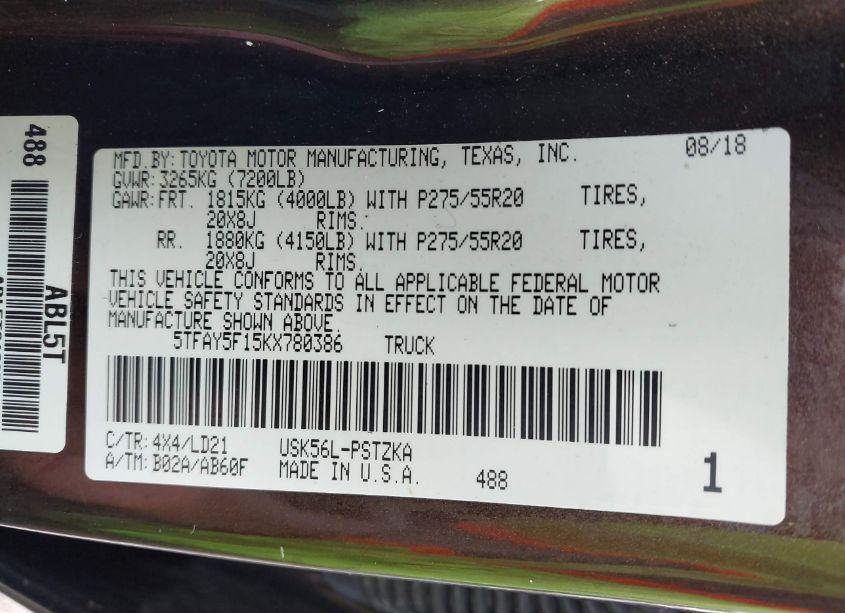 488
ABL5T
MFD.BY:TOYOTA MOTOR MANUFACTURING, TEXAS, INC. 08/18
GVWR:3265KG (7200LB)
GAWR:FRT. 1815KG (4000LB) WITH P275/55R20 TIRES,
20X8J RIMS.
RR. 1880KG (4150LB) WITH P275/55R20 TIRES,
20X8J RIMS.
THIS VEHICLE CONFORMS TO ALL APPLICABLE FEDERAL MOTOR
VEHICLE SAFETY STANDARDS IN EFFECT ON THE DATE OF
MANUFACTURE SHOWN ABOVE.
5TFAY5F15KX780386 TRUCK
C/TR:4X4/LD21 USK56L-PSTZKA
A/TM:B02A/AB60F MADE IN U.S.A. 488 1